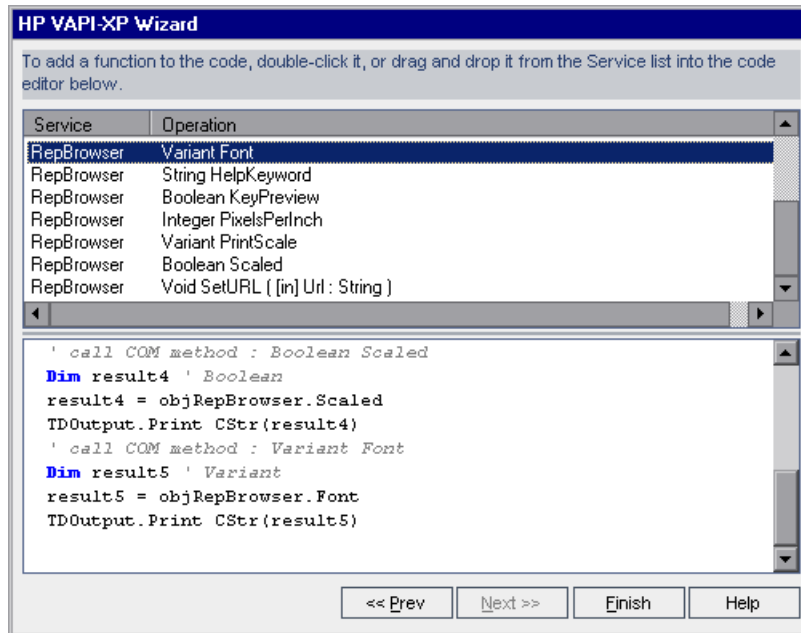 HP VAPI-XP Wizard
To add a function to the code, double-click it, or drag and drop it from the Service list into the code
editor below.
Service Operation
RepBrowser Variant Font
RepBrowser String HelpKeyword
RepBrowser Boolean KeyPreview
RepBrowser Integer PixelsPerInch
RepBrowser Variant PrintScale
RepBrowser Boolean Scaled
RepBrowser Void SetURL ( [in] Url : String )
' call COM method : Boolean Scaled
Dim result4 ' Boolean
result4 = objRepBrowser.Scaled
TDOutput.Print CStr(result4)
' call COM method : Variant Font
Dim result5 ' Variant
result5 = objRepBrowser.Font
TDOutput.Print CStr(result5)
<< Prev Next >> Finish Help